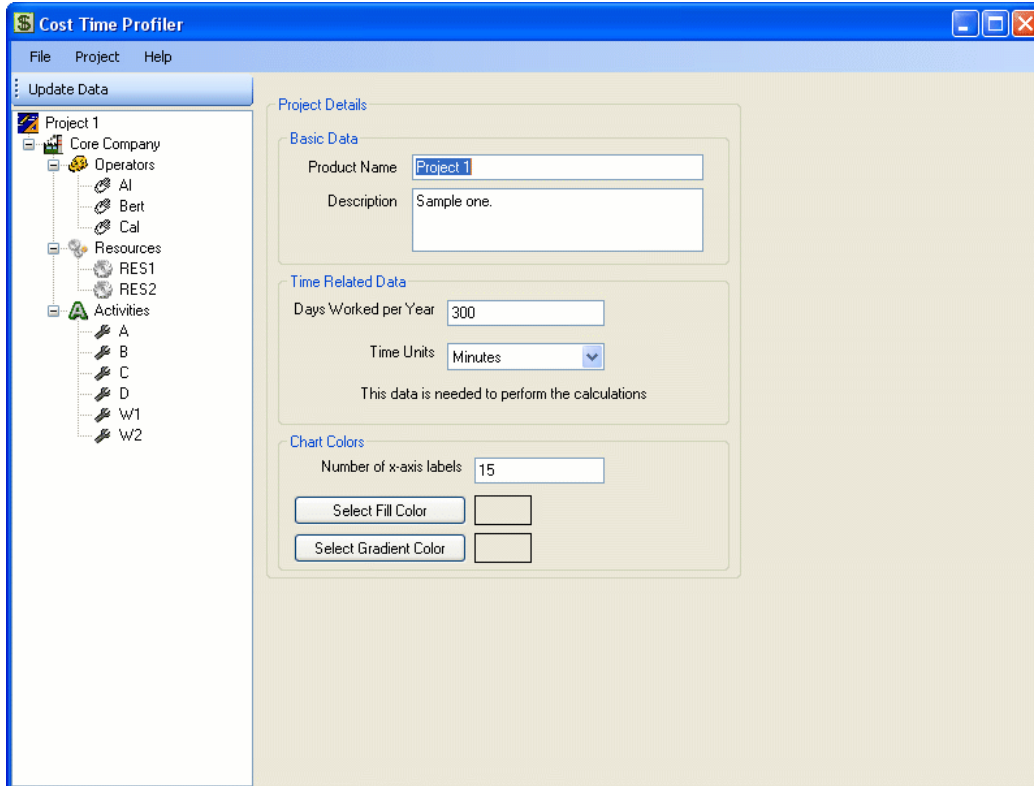 Cost Time Profiler
File Project Help
Update Data
Project 1
Core Company
Operators
Al
Bert
Cal
Resources
RES1
RES2
Activities
A
B
C
D
W1
W2
Project Details
Basic Data
Product Name Project 1
Description Sample one.
Time Related Data
Days Worked per Year 300
Time Units Minutes
This data is needed to perform the calculations
Chart Colors
Number of x-axis labels 15
Select Fill Color
Select Gradient Color